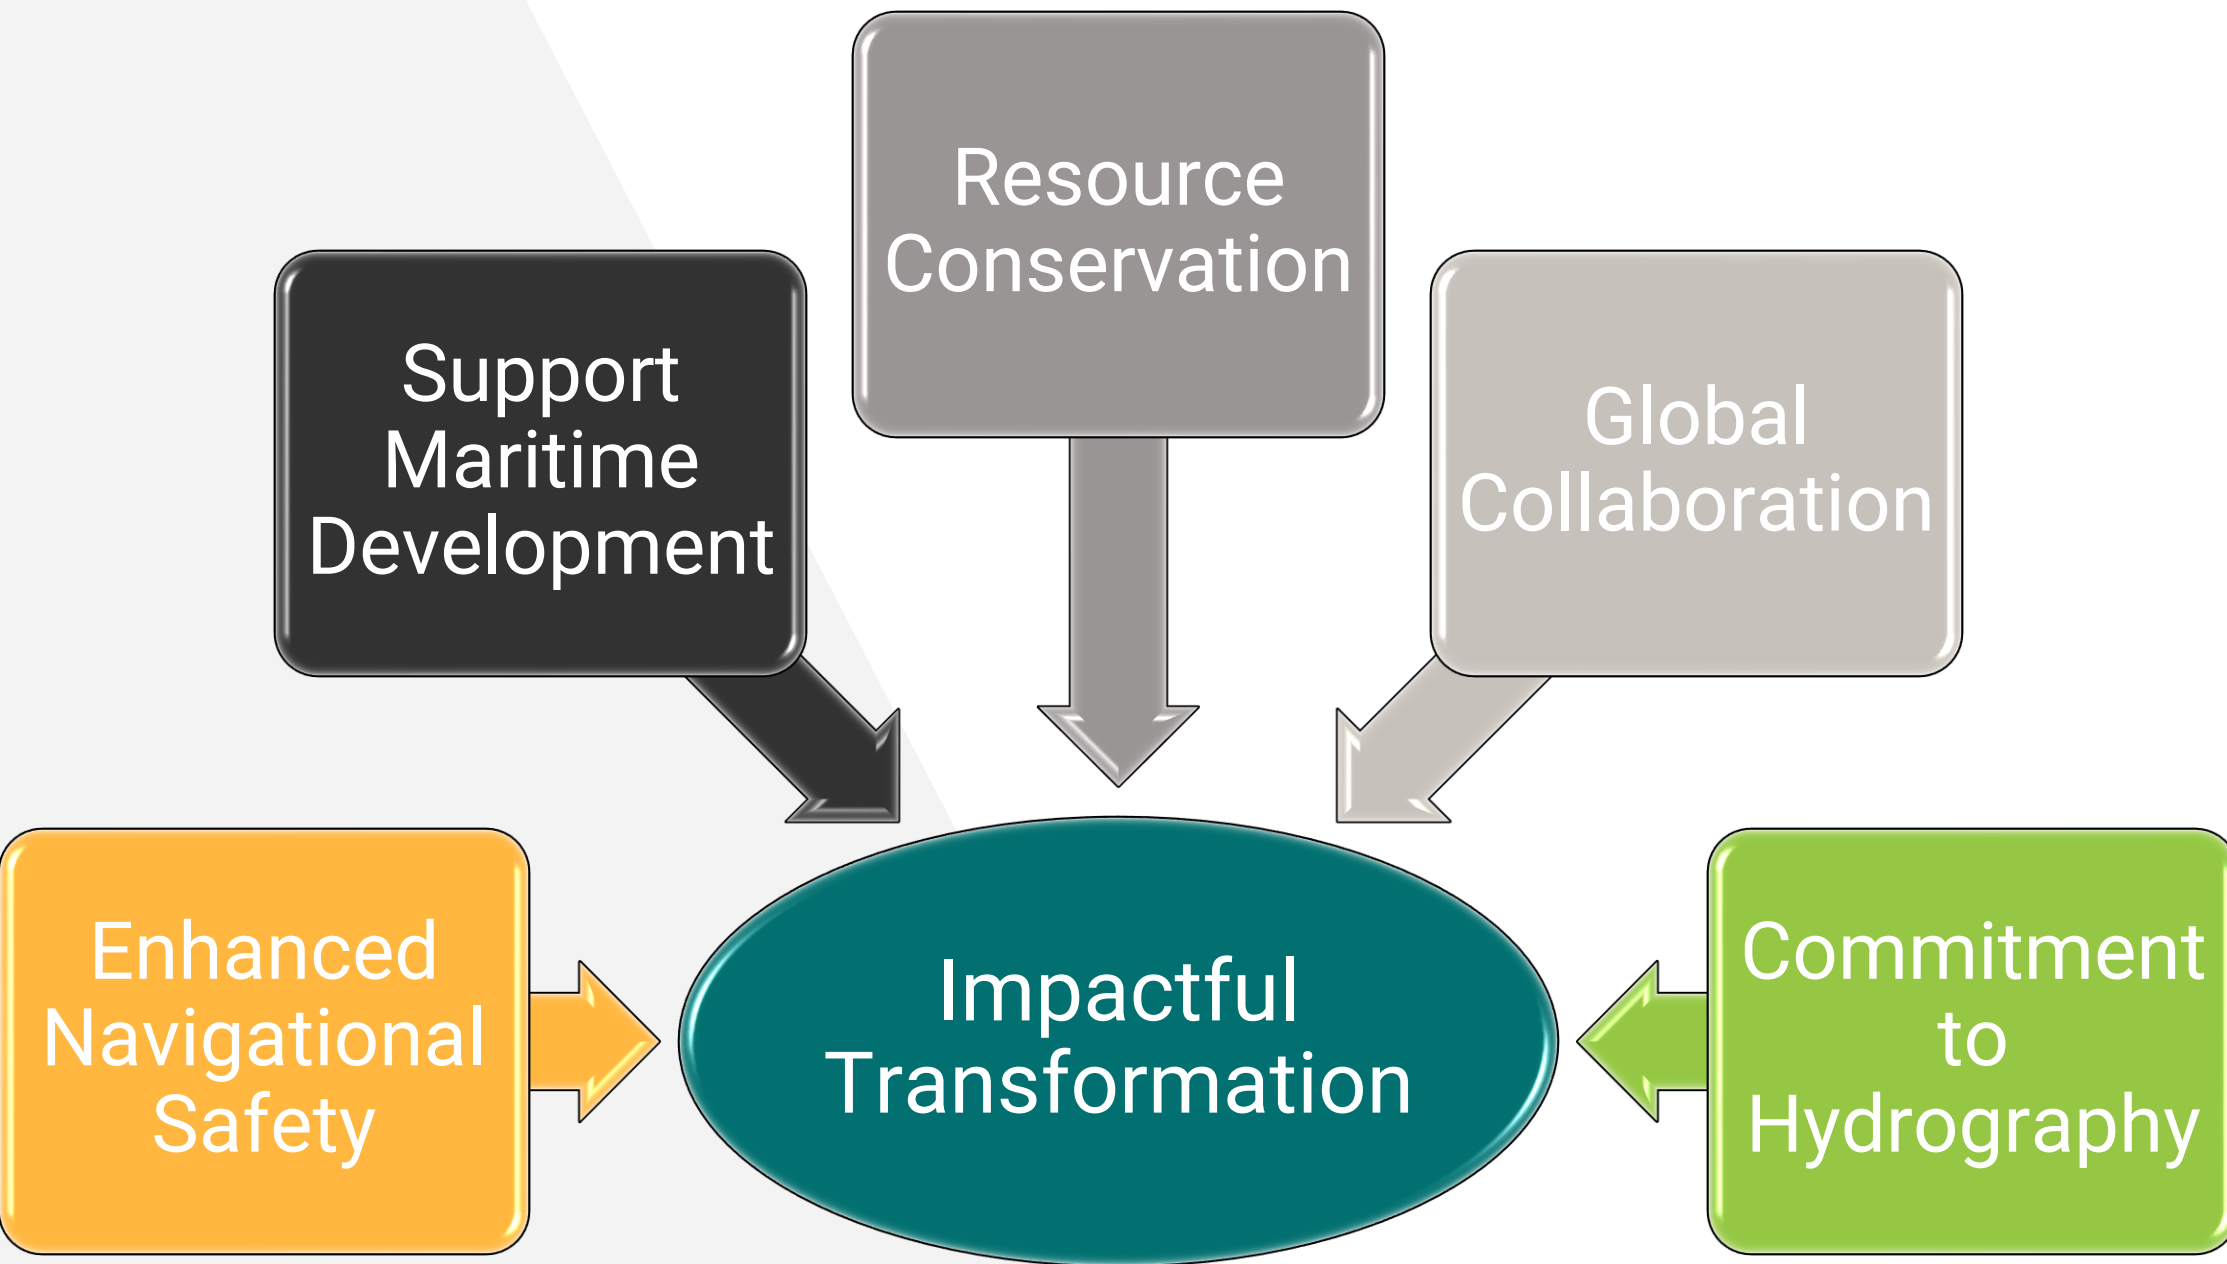 Resource
Conservation
Support
Maritime
Development
Global
Collaboration
Enhanced
Navigational
Safety
Impactful
Transformation
Commitment
to
Hydrography